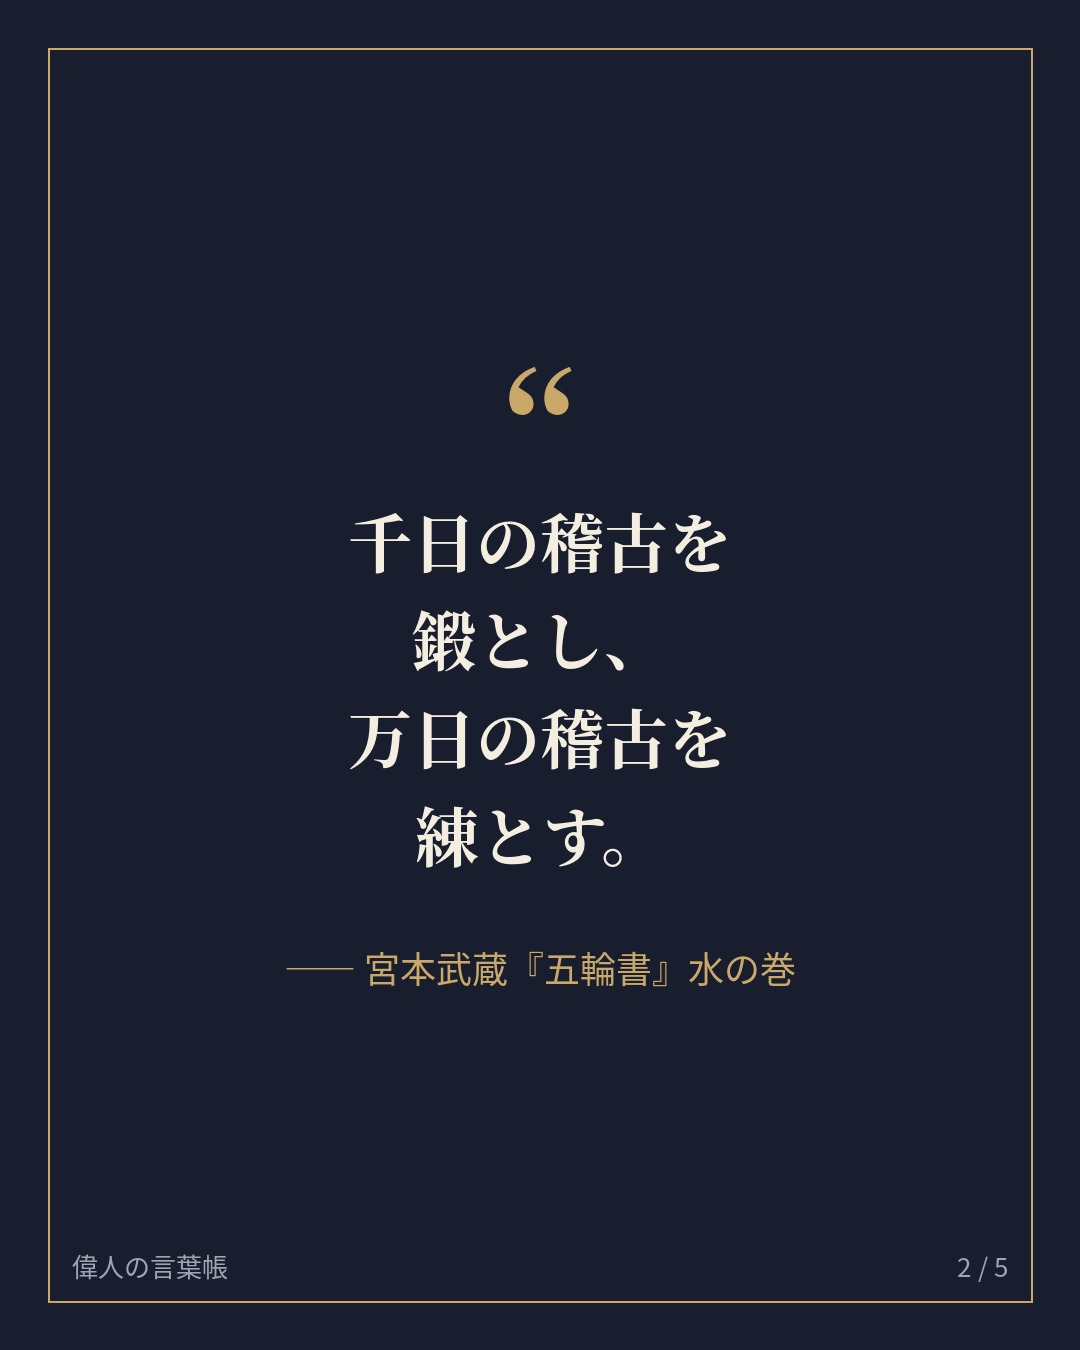 “
千日の稽古を
鍛とし、
万日の稽古を
練とす。
—— 宮本武蔵『五輪書』水の巻
偉人の言葉帳
2 / 5